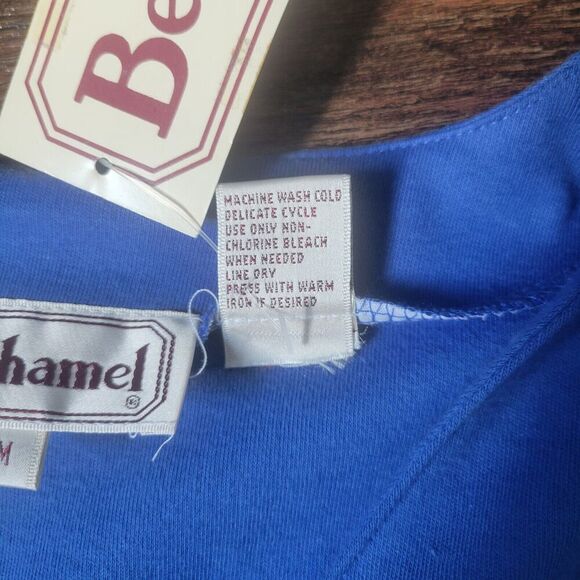 Be
MACHINE WASH COLD
DELICATE CYCLE
USE ONLY NON-
CHLORINE BLEACH
WHEN NEEDED
LINE DRY
PRESS WITH WARM
IRON IF DESIRED
hamel
®
M